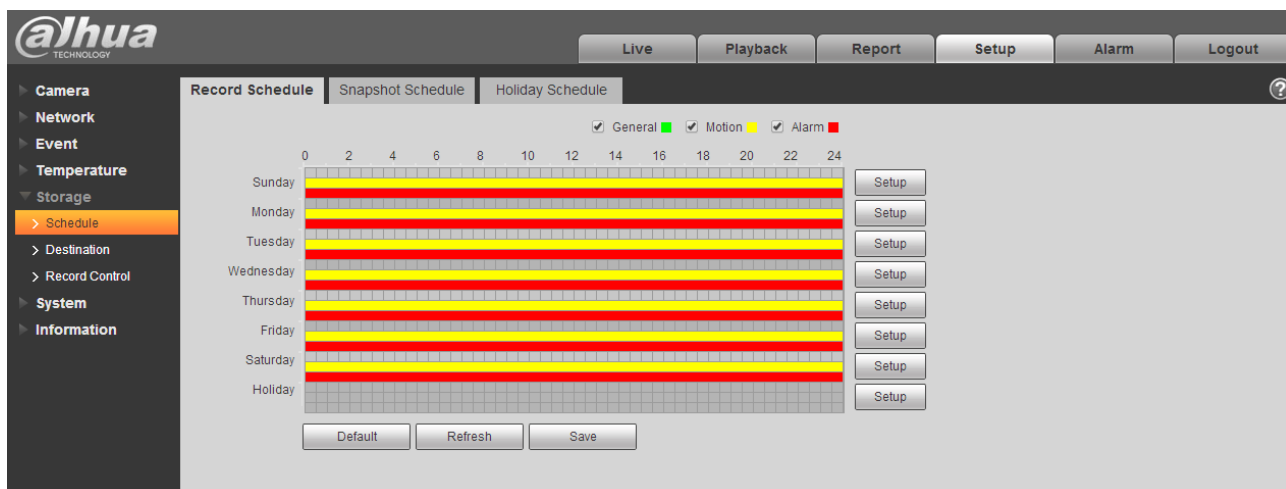 alhua
TECHNOLOGY
Live Playback Report Setup Alarm Logout
Camera
Network
Event
Temperature
Storage
Schedule
Destination
Record Control
System
Information
Record Schedule Snapshot Schedule Holiday Schedule ?
General Motion Alarm
0 2 4 6 8 10 12 14 16 18 20 22 24
Sunday Setup
Monday Setup
Tuesday Setup
Wednesday Setup
Thursday Setup
Friday Setup
Saturday Setup
Holiday Setup
Default Refresh Save